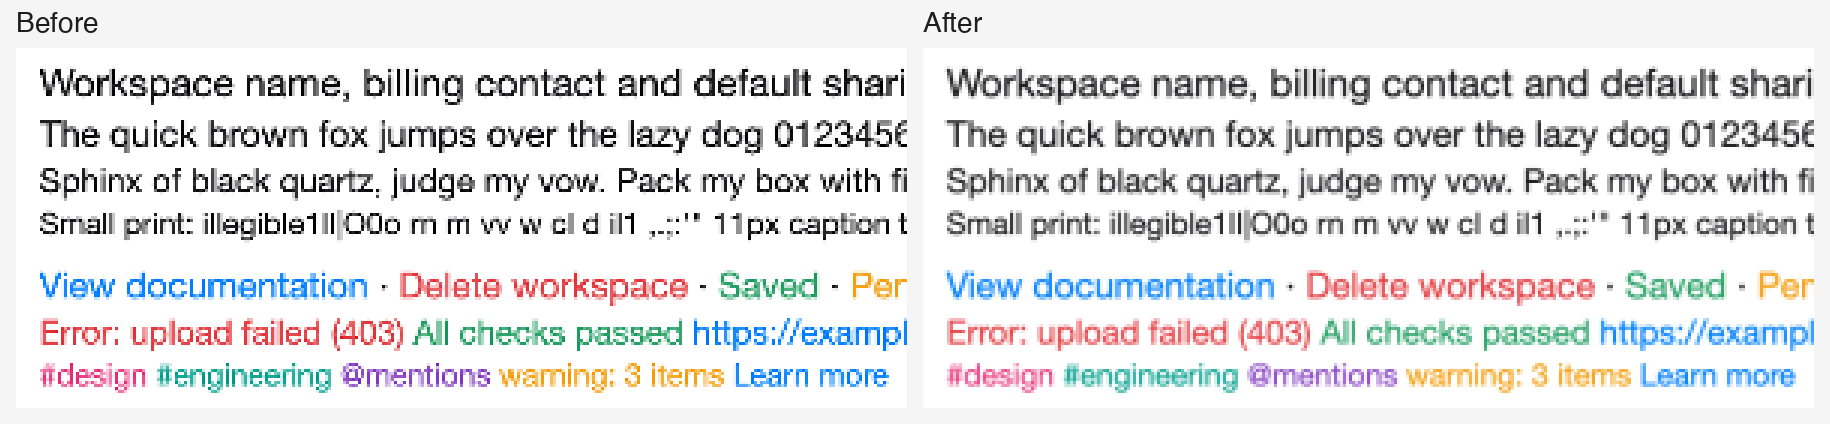 Before
Workspace name, billing contact and default shari
The quick brown fox jumps over the lazy dog 0123456
Sphinx of black quartz, judge my vow. Pack my box with fi
Small print: illegible1Il|O0o rn m vv w cl d il1 ,.;:'" 11px caption t
View documentation · Delete workspace · Saved · Per
Error: upload failed (403) All checks passed https://exampl
#design #engineering @mentions warning: 3 items Learn more
After
Workspace name, billing contact and default shari
The quick brown fox jumps over the lazy dog 0123456
Sphinx of black quartz, judge my vow. Pack my box with fi
Small print: illegible1Il|O0o rn m vv w cl d il1 ,.;:'" 11px caption t
View documentation · Delete workspace · Saved · Per
Error: upload failed (403) All checks passed https://exampl
#design #engineering @mentions warning: 3 items Learn more